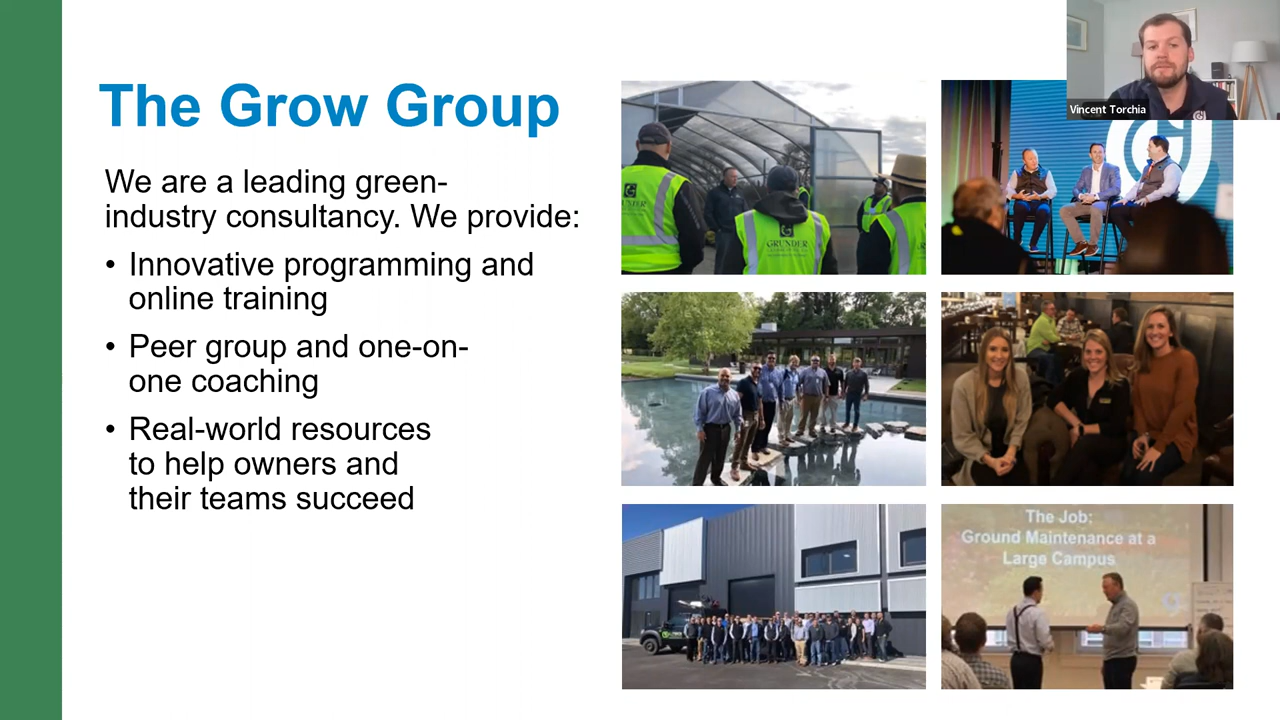 The Grow Group
We are a leading green-
industry consultancy. We provide:
• Innovative programming and
online training
• Peer group and one-on-
one coaching
• Real-world resources
to help owners and
their teams succeed
Vincent Torchia
GRUNDER
The Job:
Ground Maintenance at a
Large Campus